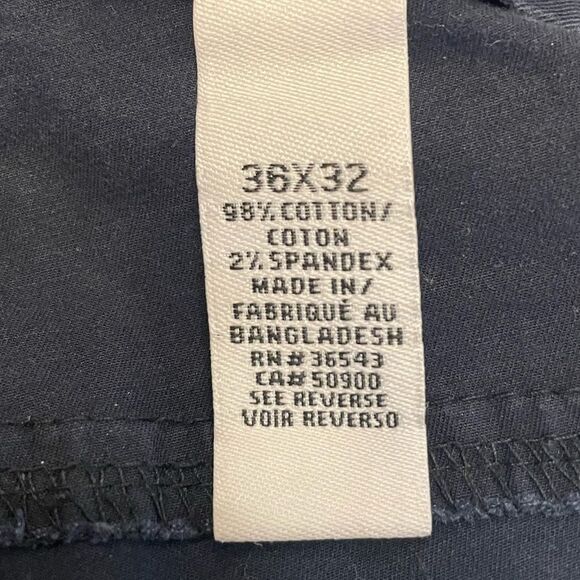 36X32
98% COTTON/
COTON
2% SPANDEX
MADE IN/
FABRIQUÉ AU
BANGLADESH
RN# 36543
CA# 50900
SEE REVERSE
VOIR REVERSO